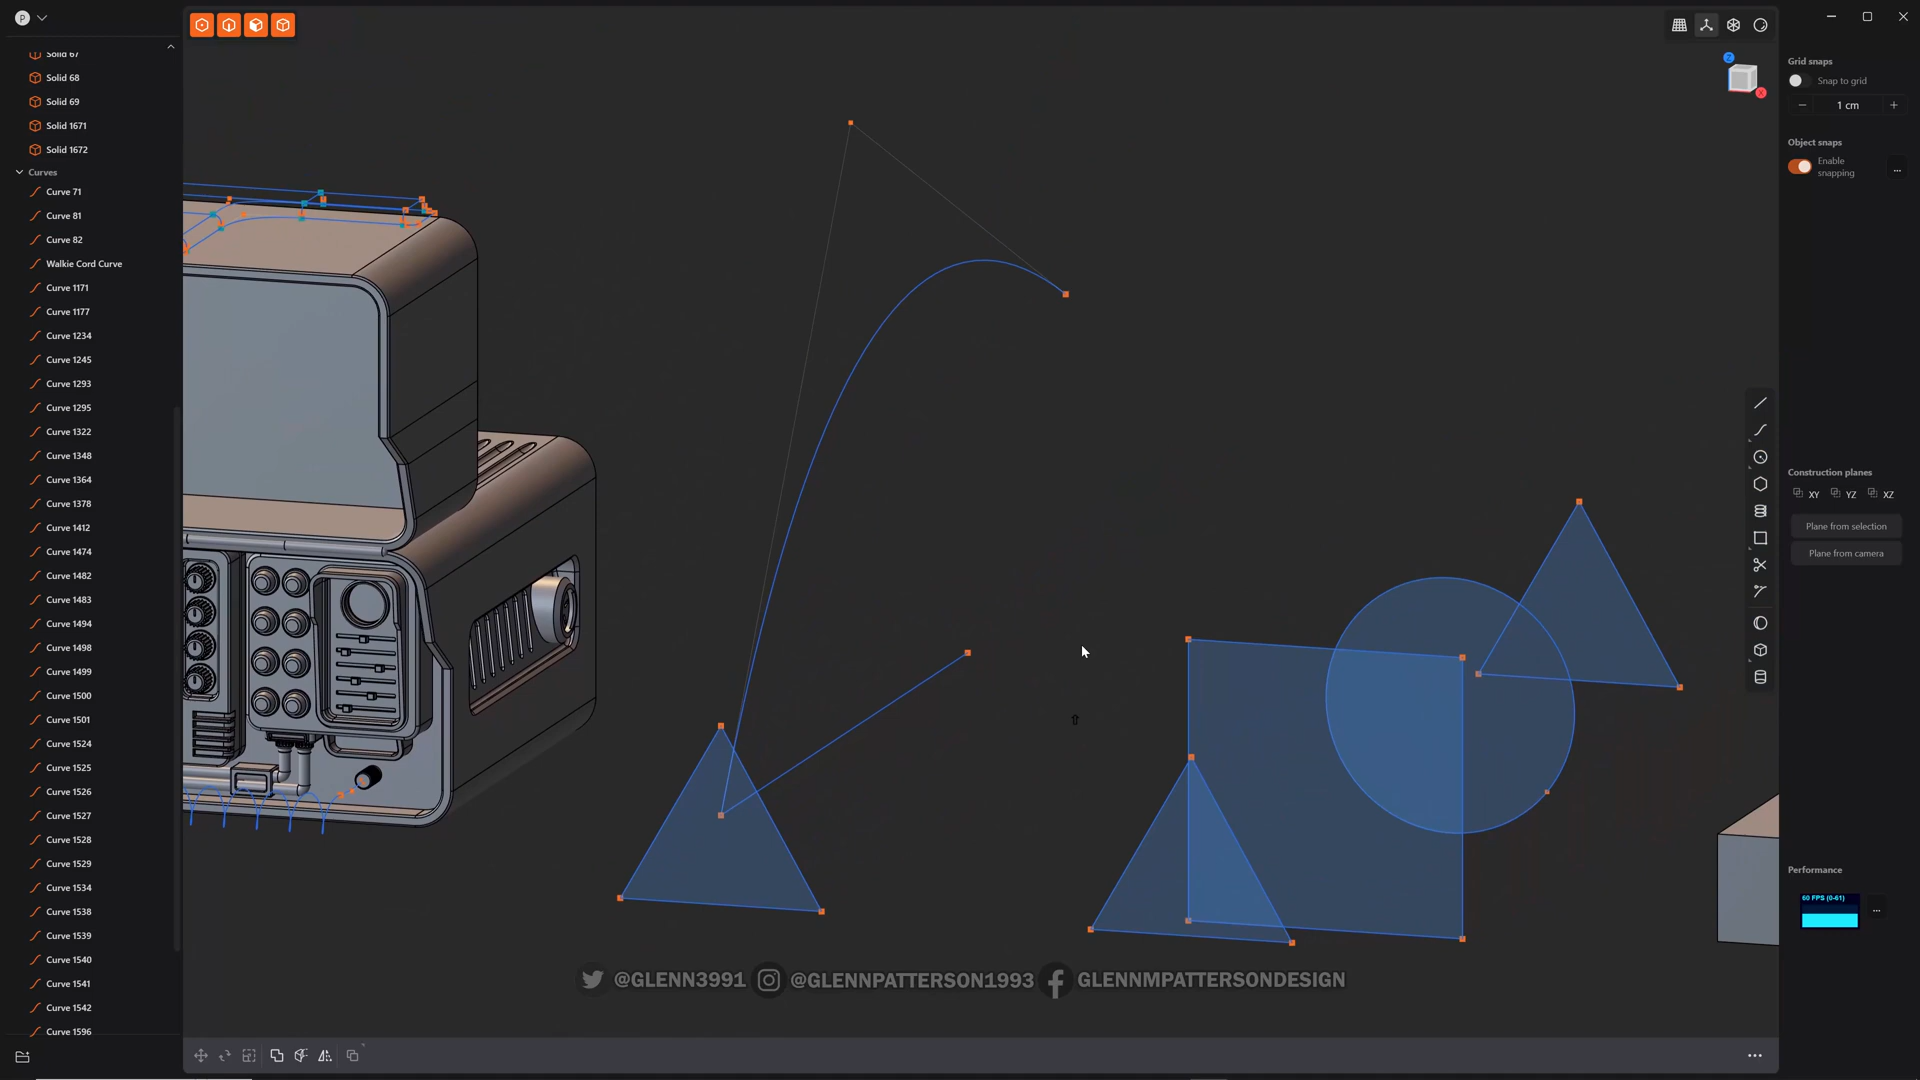 P
Solid 67
Solid 68
Solid 69
Solid 1671
Solid 1672
Curves
Curve 71
Curve 81
Curve 82
Walkie Cord Curve
Curve 1171
Curve 1177
Curve 1234
Curve 1245
Curve 1293
Curve 1295
Curve 1322
Curve 1348
Curve 1364
Curve 1378
Curve 1412
Curve 1474
Curve 1482
Curve 1483
Curve 1494
Curve 1498
Curve 1499
Curve 1500
Curve 1501
Curve 1524
Curve 1525
Curve 1526
Curve 1527
Curve 1528
Curve 1529
Curve 1534
Curve 1538
Curve 1539
Curve 1540
Curve 1541
Curve 1542
Curve 1596
Z
X
@GLENN3991 @GLENNPATTERSON1993 GLENNMPATTERSONDESIGN
Grid snaps
Snap to grid
1 cm
Object snaps
Enable
snapping
Construction planes
XY YZ XZ
Plane from selection
Plane from camera
Performance
60 FPS (0-61)